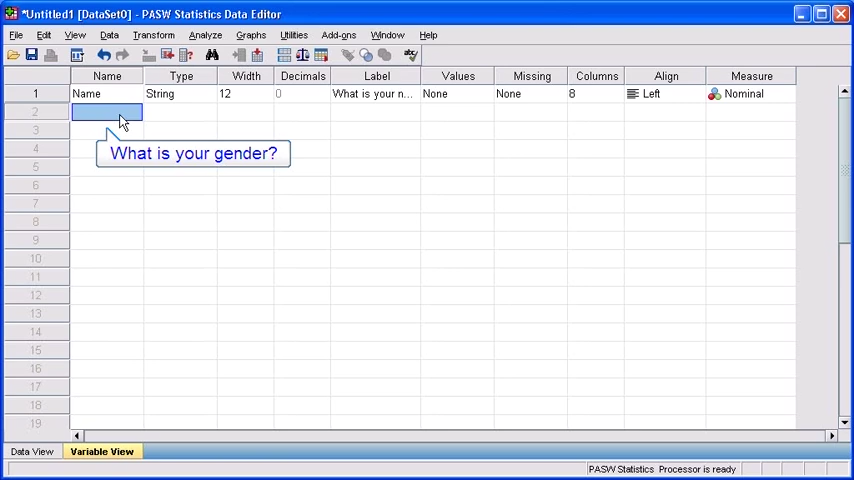 *Untitled1 [DataSet0] - PASW Statistics Data Editor
File Edit View Data Transform Analyze Graphs Utilities Add-ons Window Help
Name Type Width Decimals Label Values Missing Columns Align Measure
1 Name String 12 0 What is your n... None None 8 Left Nominal
2
3
What is your gender?
4
5
6
7
8
9
10
11
12
13
14
15
16
17
18
19
Data View Variable View
PASW Statistics Processor is ready